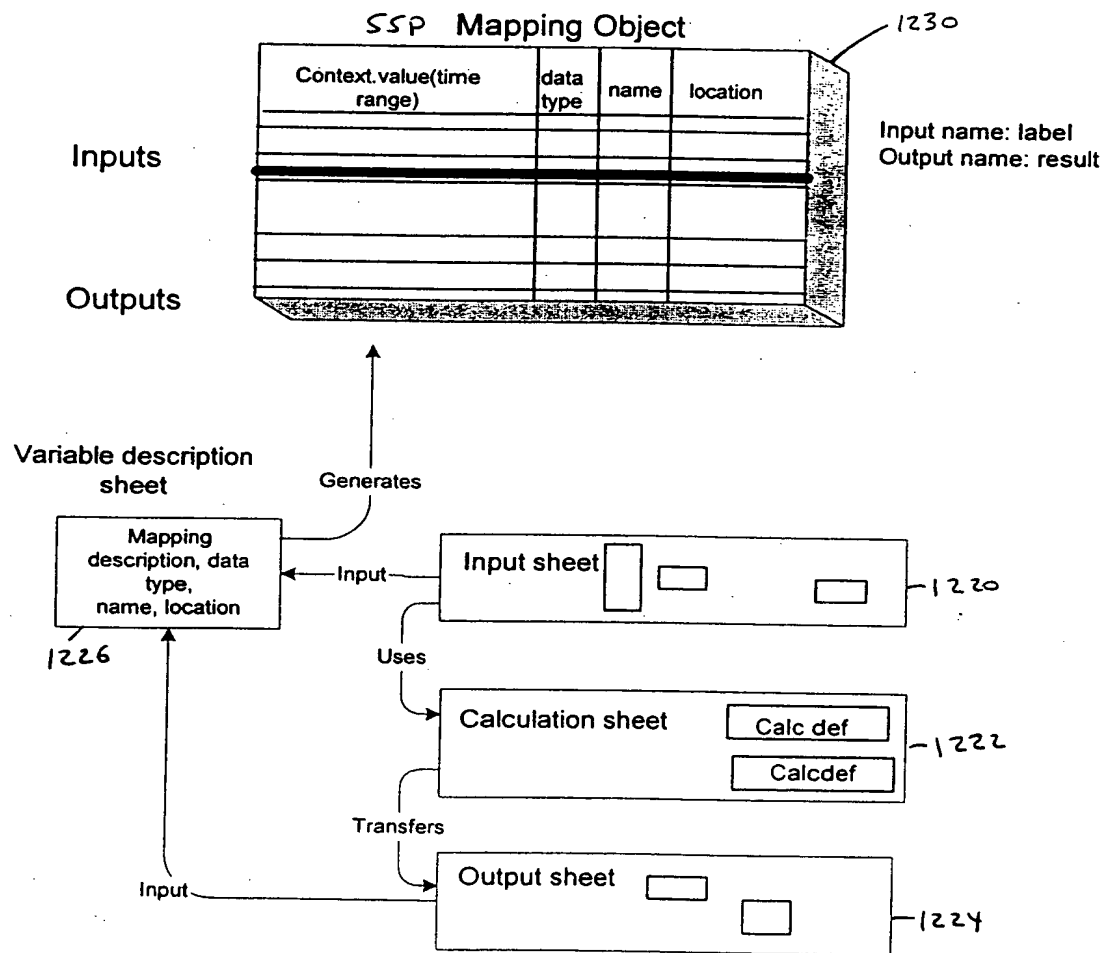 SSP Mapping Object
1230
Context.value(time
range)
data
type
name
location
Inputs
Input name: label
Output name: result
Outputs
Variable description
sheet
Generates
Mapping
description, data
type,
name, location
1226
Input
Input sheet
1220
Uses
Calculation sheet
Calc def
Calcdef
1222
Transfers
Output sheet
Input
1224